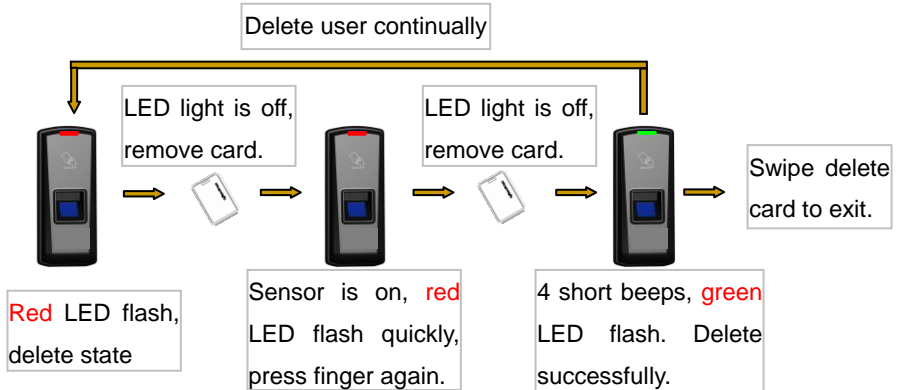 Delete user continually
LED light is off,
remove card.
LED light is off,
remove card.
Swipe delete
card to exit.
Red LED flash,
delete state
Sensor is on, red
LED flash quickly,
press finger again.
4 short beeps, green
LED flash. Delete
successfully.